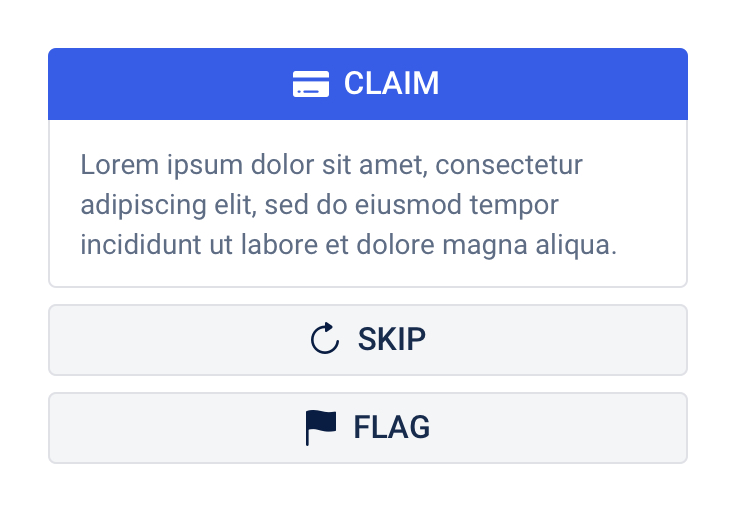 CLAIM
Lorem ipsum dolor sit amet, consectetur
adipiscing elit, sed do eiusmod tempor
incididunt ut labore et dolore magna aliqua.
SKIP
FLAG